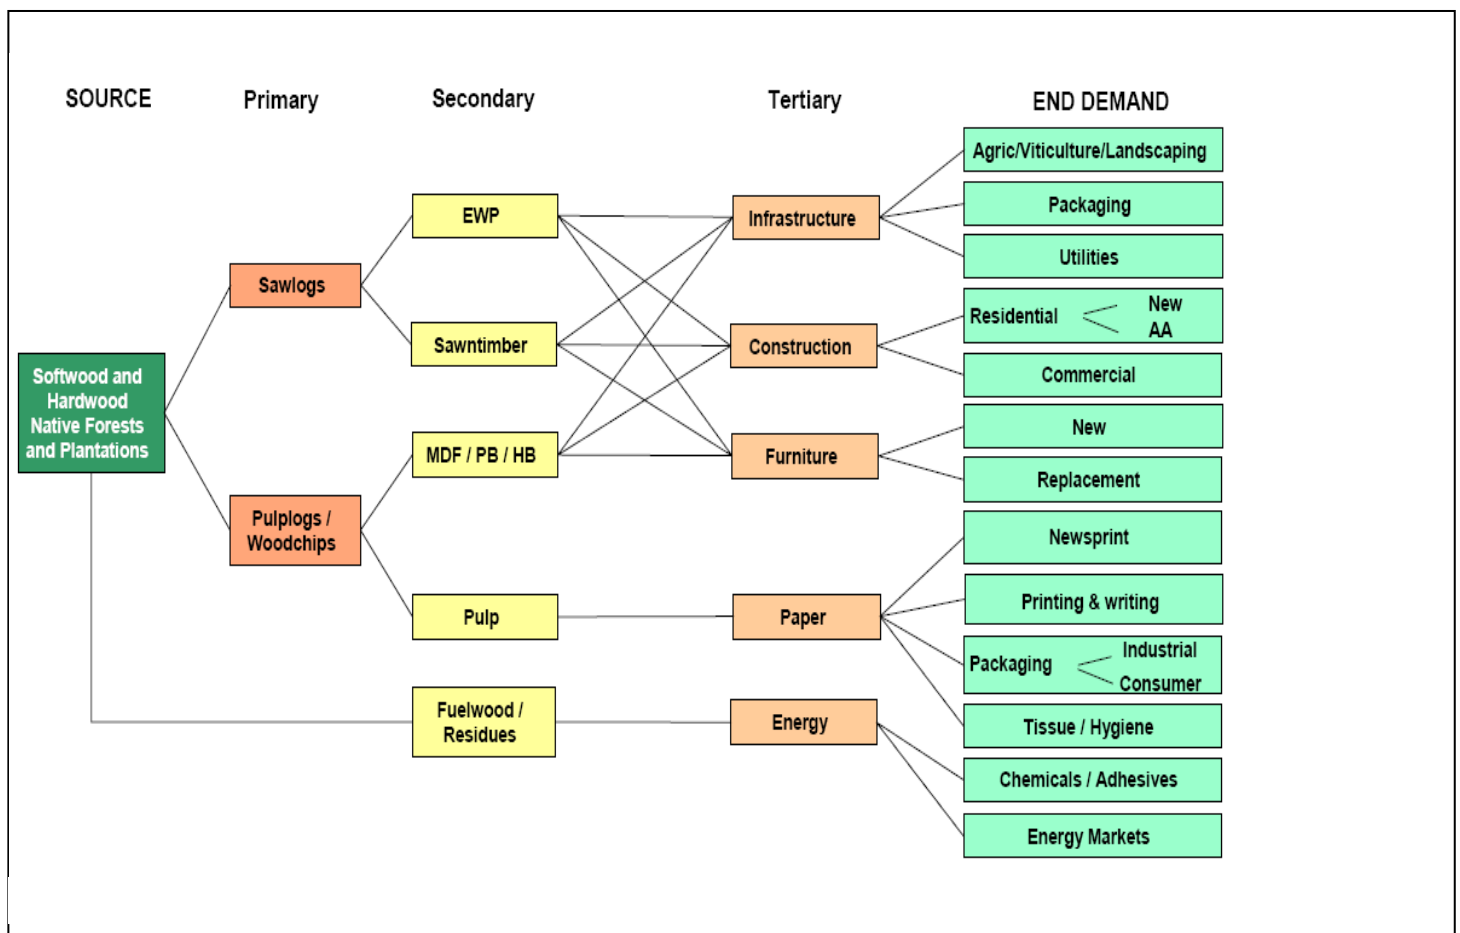 SOURCE
Primary
Secondary
Tertiary
END DEMAND
Softwood and
Hardwood
Native Forests
and Plantations
Sawlogs
Pulplogs /
Woodchips
EWP
Sawntimber
MDF / PB / HB
Pulp
Fuelwood /
Residues
Infrastructure
Construction
Furniture
Paper
Energy
Agric/Viticulture/Landscaping
Packaging
Utilities
Residential
New
AA
Commercial
New
Replacement
Newsprint
Printing & writing
Packaging
Industrial
Consumer
Tissue / Hygiene
Chemicals / Adhesives
Energy Markets